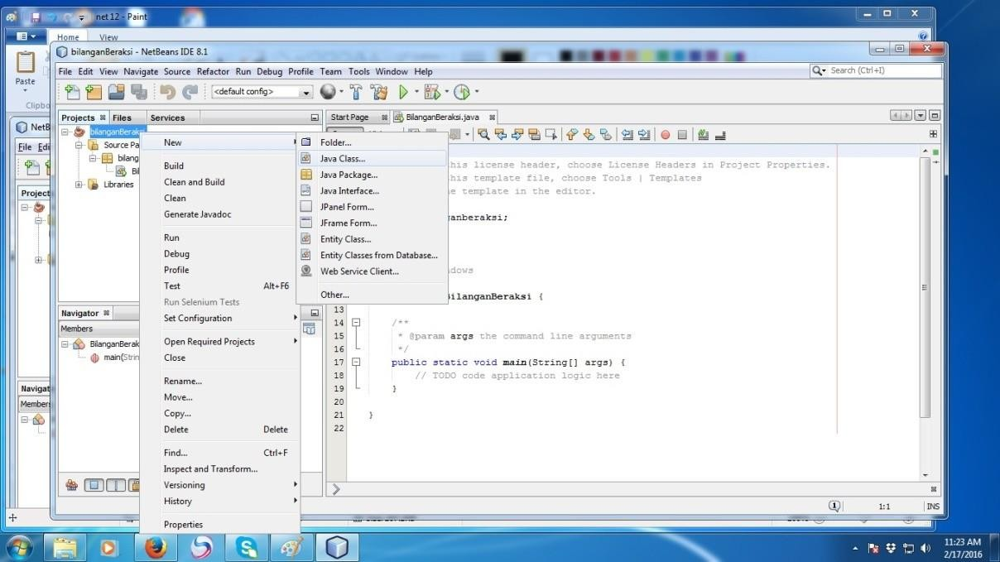 net 12 - Paint
Home View
Paste
bilanganBeraksi - NetBeans IDE 8.1
File Edit View Navigate Source Refactor Run Debug Profile Team Tools Window Help
Search (Ctrl+I)
<default config>
Projects Files Services
Start Page BilanganBeraksi.java
NetB
File Edi
Project
Navigat
Members
bilanganBeraksi
Source Pa
bilang
Bil
Libraries
Navigator
Members
BilanganBerak
main(Strin
New
Build
Clean and Build
Clean
Generate Javadoc
Run
Debug
Profile
Test Alt+F6
Run Selenium Tests
Set Configuration
Open Required Projects
Close
Rename...
Move...
Copy...
Delete Delete
Find... Ctrl+F
Inspect and Transform...
Versioning
History
Properties
Folder...
Java Class...
Java Package...
Java Interface...
JPanel Form...
JFrame Form...
Entity Class...
Entity Classes from Database...
Web Service Client...
Other...
his license header, choose License Headers in Project Properties.
his template file, choose Tools | Templates
he template in the editor.
anberaksi;
dows
BilanganBeraksi {
13
14 /**
15 * @param args the command line arguments
16 */
17 public static void main(String[] args) {
18 // TODO code application logic here
19 }
20
21 }
22
1 1:1 INS
11:23 AM
2/17/2016